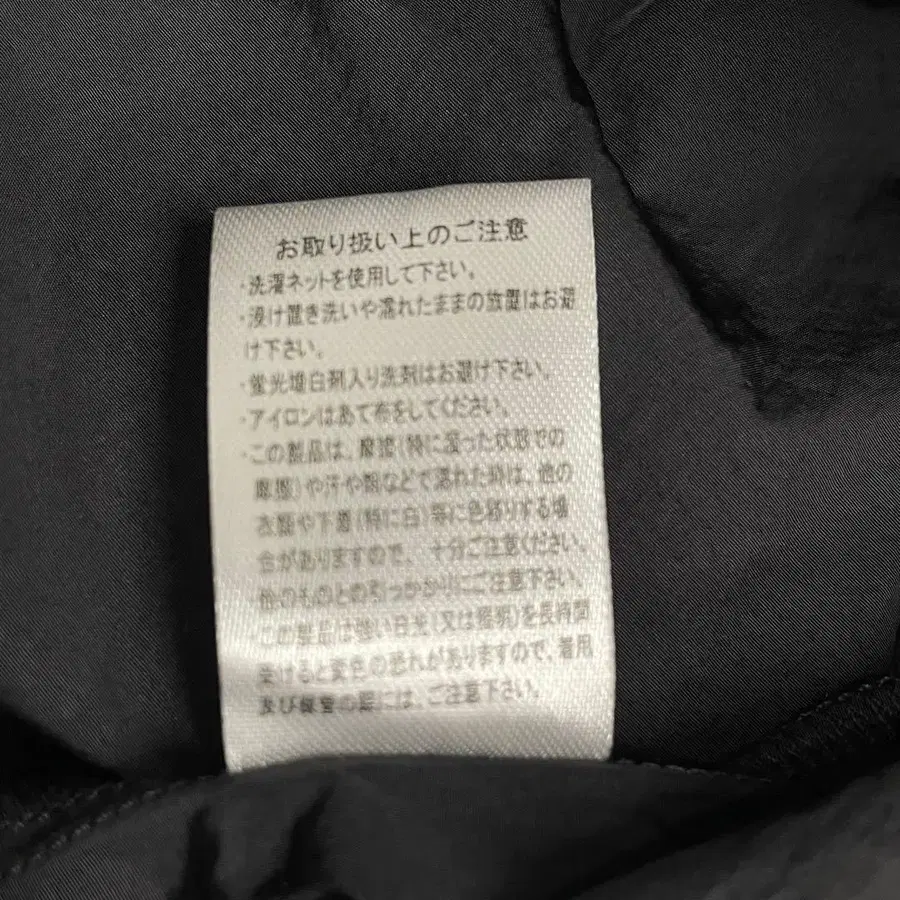 お取り扱い上のご注意
・洗濯ネットを使用して下さい。
・浸け置き洗いや濡れたままの放置はお避
け下さい。
・蛍光増白剤入り洗剤はお避け下さい。
・アイロンはあて布をしてください。
・この製品は、摩擦(特に湿った状態での
摩擦)や汗や雨などで濡れた時は、他の
衣類や下着(特に白)等に色移りする場
合がありますので、十分ご注意ください。
・他のものとの引っかかりにご注意下さい。
・この製品は強い日光(又は照明)を長時間
受けると変色の恐れがありますので、着用
及び保管の際には、ご注意下さい。